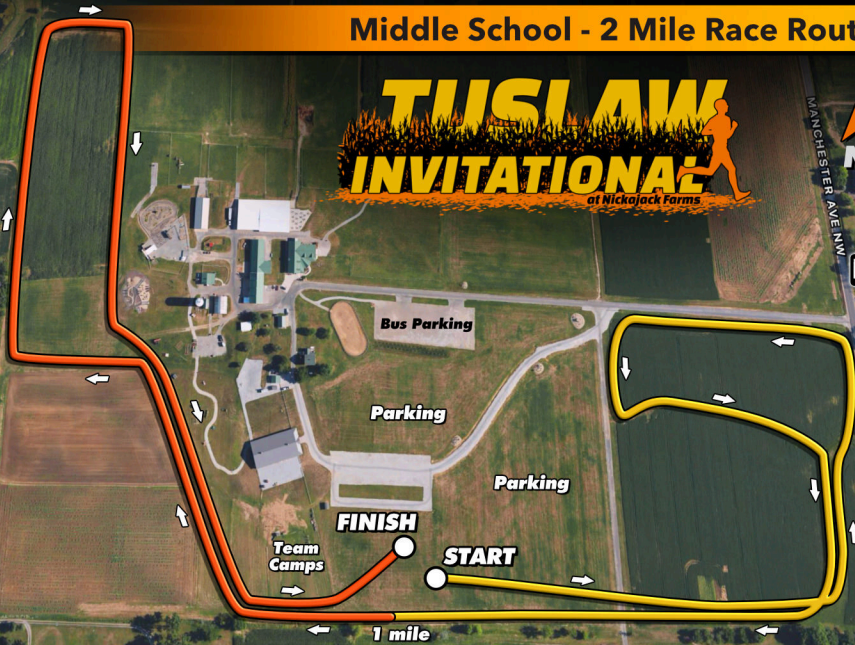 Middle School - 2 Mile Race Rout
TUSLAW
INVITATIONAL
at Nickajack Farms
MANCHESTER AVE NW
N
Bus Parking
Parking
Parking
FINISH
START
Team
Camps
1 mile